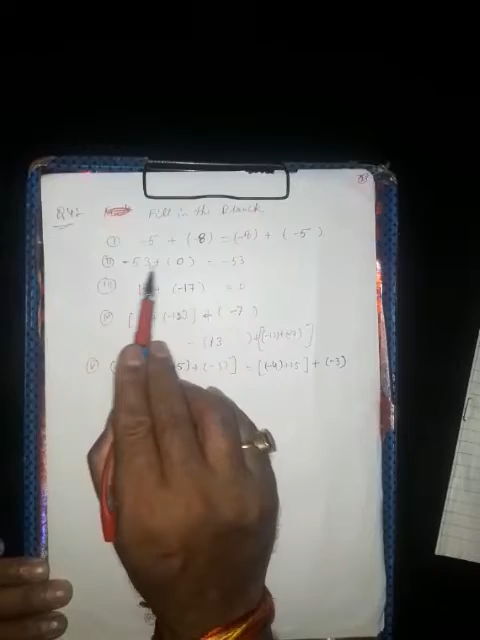 Fill in the Blank
(i) -5 + (-8) = (-8) + (-5)
(ii) -53 + (0) = -53
(iii) + (-17) = 0
(iv) [ + (-12)] + (-7)
= (13 ) + [(-12)+(-7)]
(v) 5) + (-3)] = [(-4)+15] + (-3)